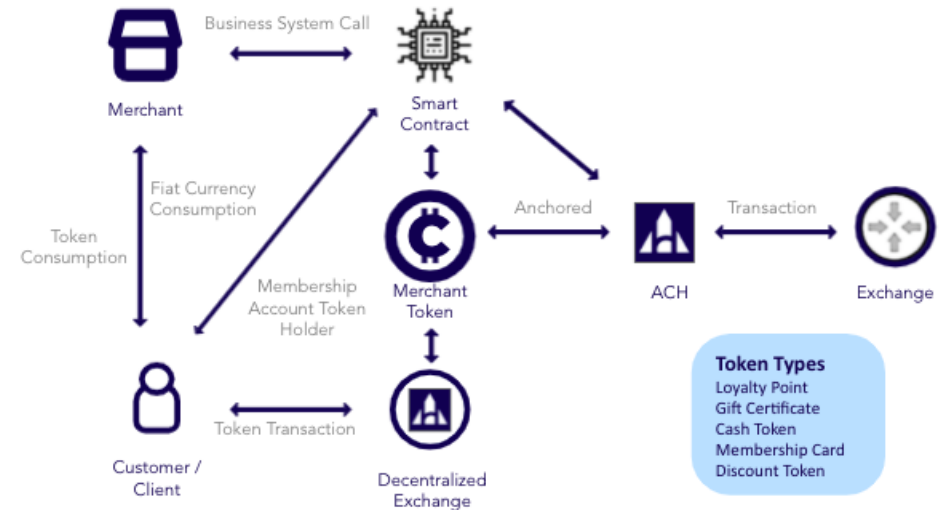 Business System Call
Merchant
Smart
Contract
Fiat Currency
Consumption
Token
Consumption
Anchored
Transaction
Membership
Account Token
Holder
Merchant
Token
ACH
Exchange
Token Types
Loyalty Point
Gift Certificate
Cash Token
Membership Card
Discount Token
Token Transaction
Customer /
Client
Decentralized
Exchange